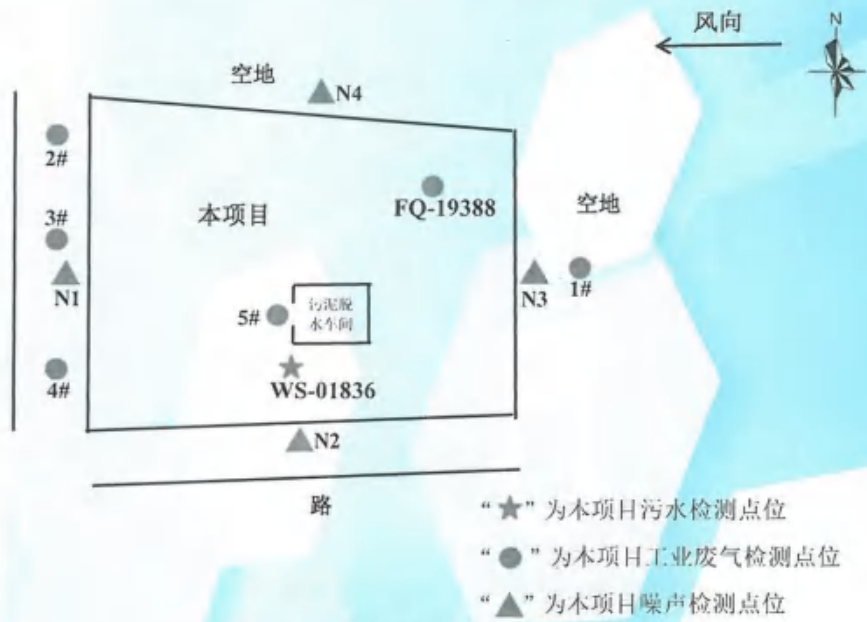 风向
N
空地
N4
2#
FQ-19388
3#
本项目
空地
N1
N3
1#
污泥脱
水车间
5#
4#
WS-01836
N2
路
“★”为本项目污水检测点位
“●”为本项目工业废气检测点位
“▲”为本项目噪声检测点位